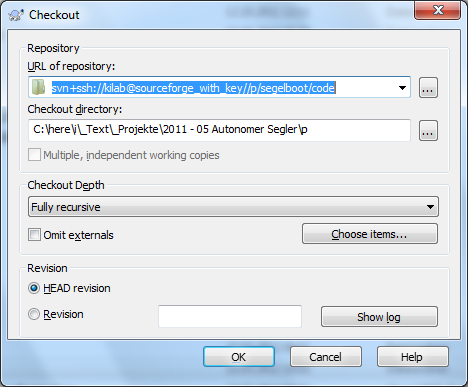 Checkout
Repository
URL of repository:
svn+ssh://kilab@sourceforge_with_key//p/segelboot/code
...
Checkout directory:
C:\here\i\_Text\_Projekte\2011 - 05 Autonomer Segler\p
...
Multiple, independent working copies
Checkout Depth
Fully recursive
Omit externals
Choose items...
Revision
HEAD revision
Revision
Show log
OK
Cancel
Help